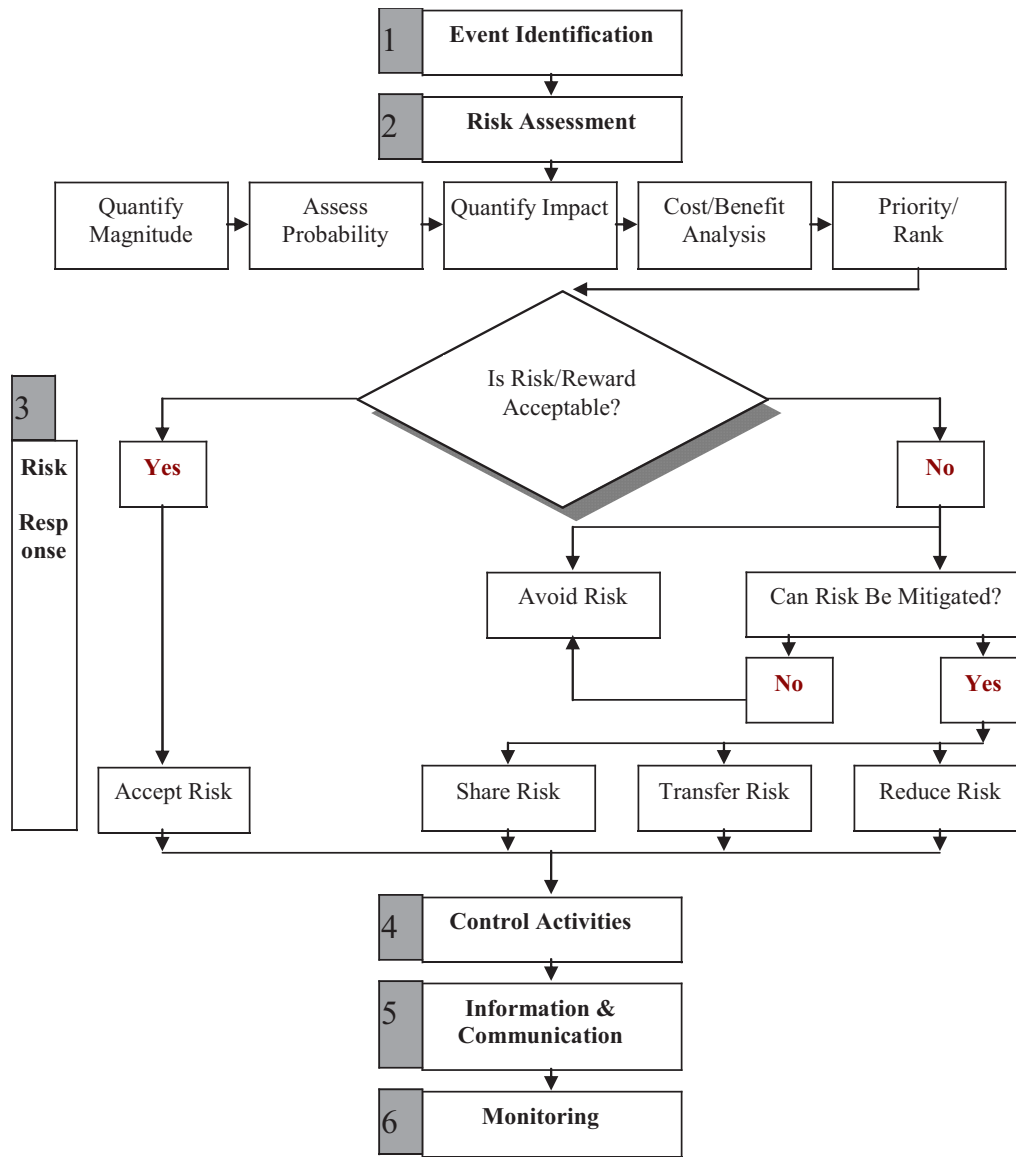 1
Event Identification
2
Risk Assessment
Quantify
Magnitude
Assess
Probability
Quantify Impact
Cost/Benefit
Analysis
Priority/
Rank
Is Risk/Reward
Acceptable?
3
Risk
Resp
onse
Yes
No
Avoid Risk
Can Risk Be Mitigated?
No
Yes
Accept Risk
Share Risk
Transfer Risk
Reduce Risk
4
Control Activities
5
Information &
Communication
6
Monitoring